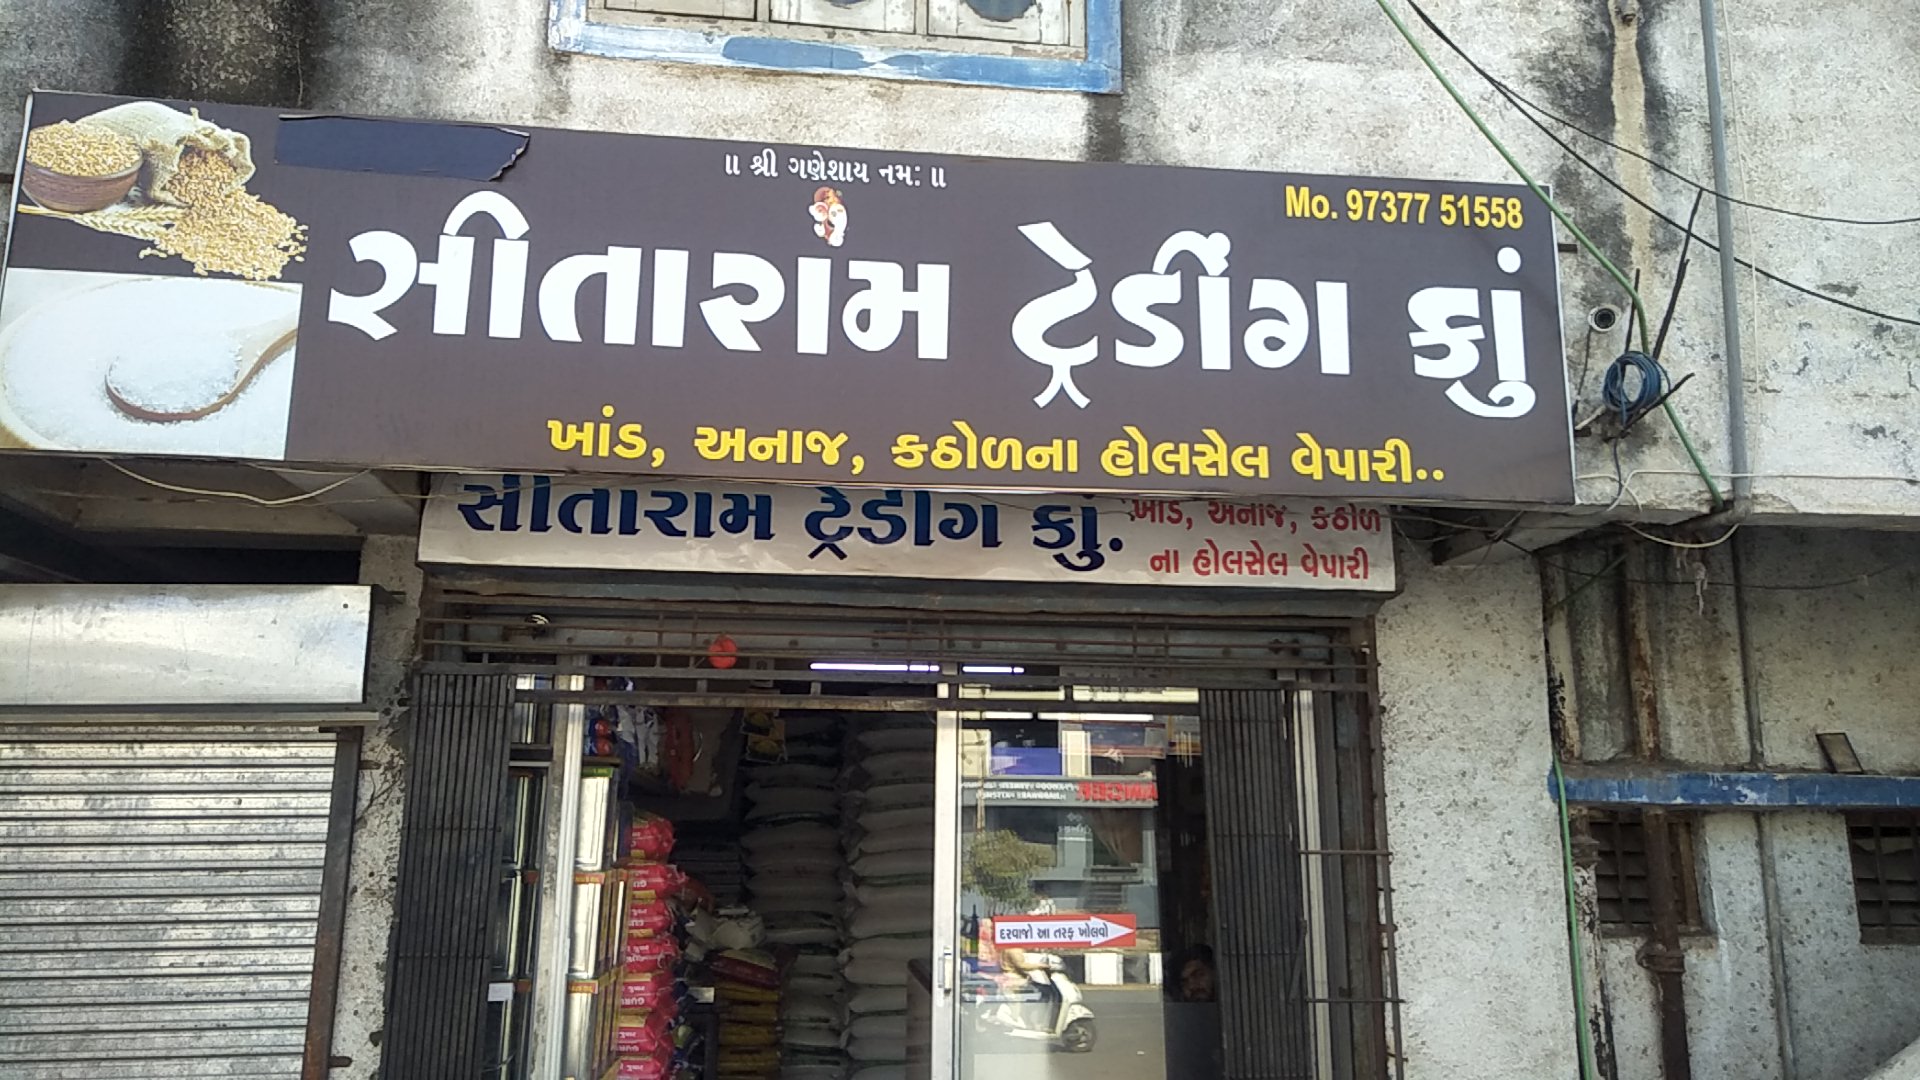 ॥ શ્રી ગણેશાય નમઃ ॥
Mo. 97377 51558
સીતારામ ટ્રેડીંગ કાું
ખાંડ, અનાજ, કઠોળના હોલસેલ વેપારી..
સીતારામ ટ્રેડીંગ કાું.
ખાંડ, અનાજ, કઠોળ
ના હોલસેલ વેપારી
દરવાજો આ તરફ ખોલવો